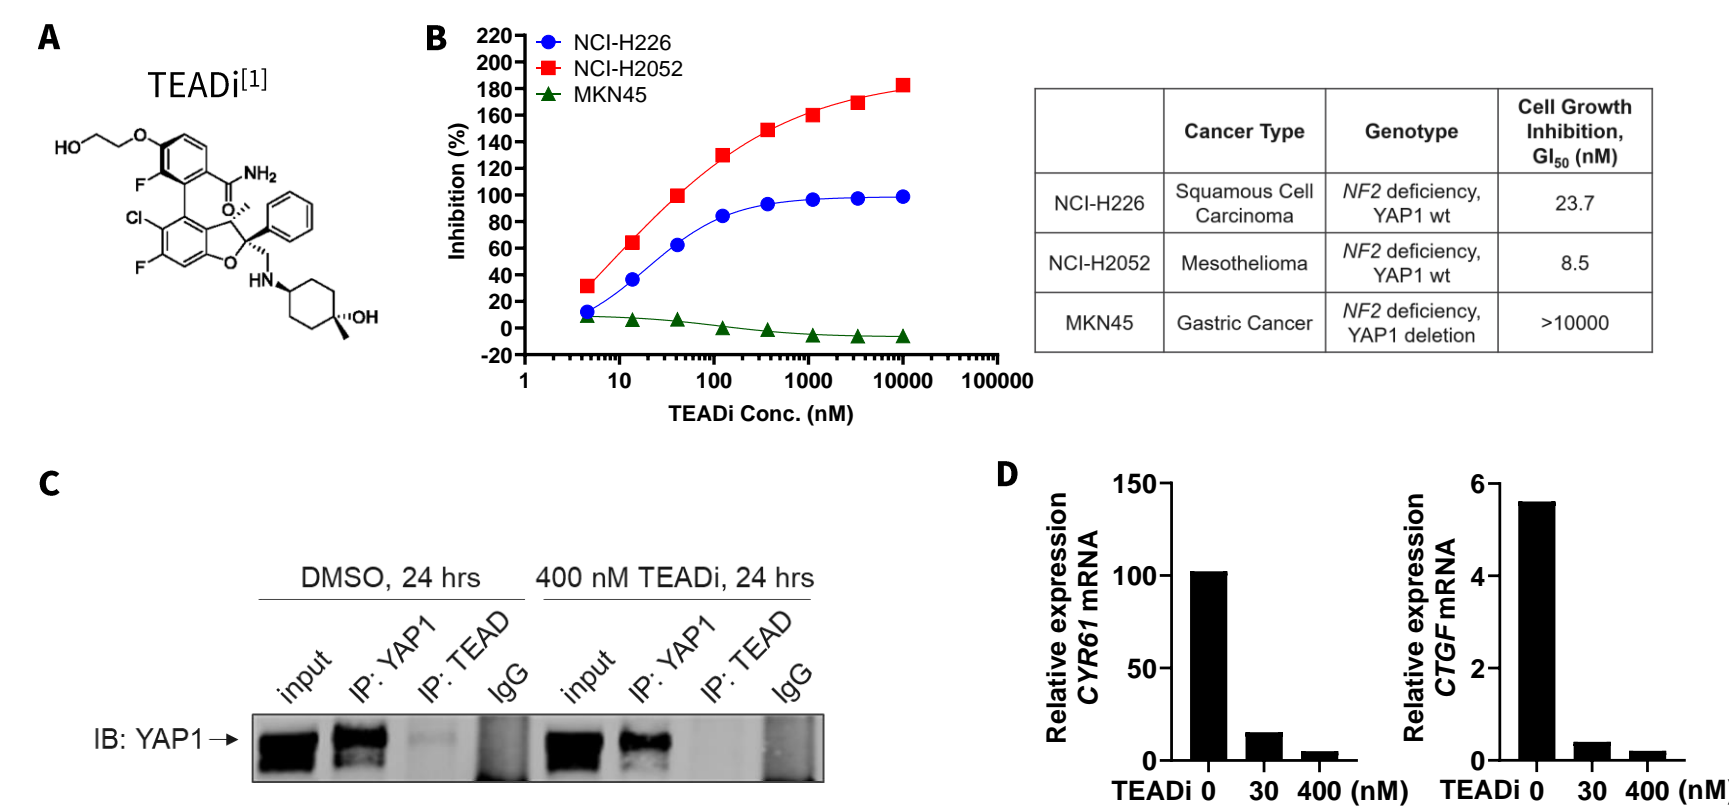 A
TEADi[1]
HO
O
F
NH2
O
Cl
F
O
HN
OH
B
220
200
180
160
140
120
100
80
60
40
20
0
-20
Inhibition (%)
NCI-H226
NCI-H2052
MKN45
1 10 100 1000 10000 100000
TEADi Conc. (nM)
Cancer Type
Genotype
Cell Growth
Inhibition,
GI50 (nM)
NCI-H226
Squamous Cell
Carcinoma
NF2 deficiency,
YAP1 wt
23.7
NCI-H2052
Mesothelioma
NF2 deficiency,
YAP1 wt
8.5
MKN45
Gastric Cancer
NF2 deficiency,
YAP1 deletion
>10000
C
DMSO, 24 hrs
400 nM TEADi, 24 hrs
input
IP: YAP1
IP: TEAD
IgG
input
IP: YAP1
IP: TEAD
IgG
IB: YAP1
D
Relative expression
CYR61 mRNA
150
100
50
0
TEADi 0 30 400 (nM)
Relative expression
CTGF mRNA
6
4
2
0
TEADi 0 30 400 (nM)